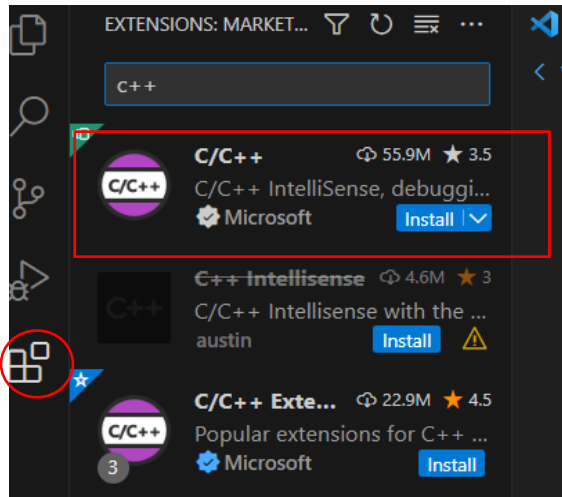 EXTENSIONS: MARKET...
c++
C/C++ 55.9M 3.5
C/C++
C/C++ IntelliSense, debuggi...
Microsoft Install
C++ Intellisense 4.6M 3
C++
C/C++ Intellisense with the ...
austin Install
C/C++ Exte... 22.9M 4.5
C/C++
Popular extensions for C++ ...
3 Microsoft Install